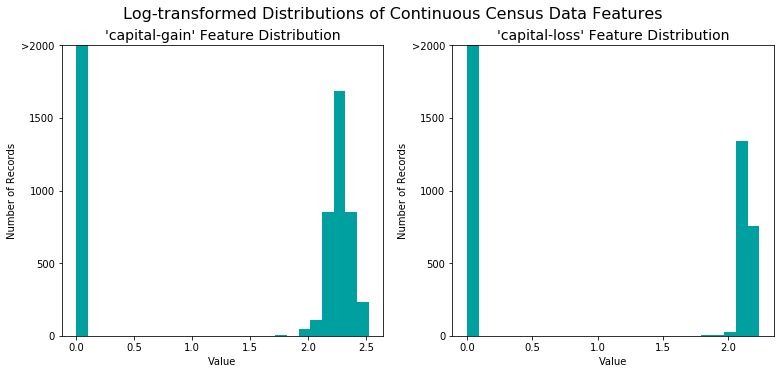 Log-transformed Distributions of Continuous Census Data Features
'capital-gain' Feature Distribution
>2000
1500
1000
500
0
Number of Records
0.0 0.5 1.0 1.5 2.0 2.5
Value
'capital-loss' Feature Distribution
>2000
1500
1000
500
0
Number of Records
0.0 0.5 1.0 1.5 2.0
Value